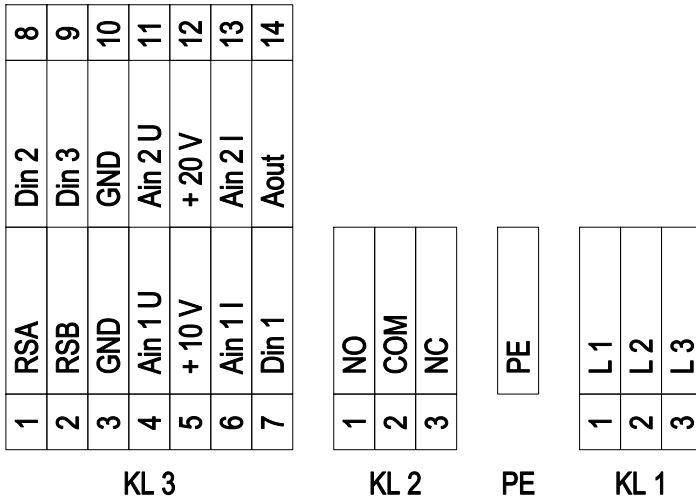 8 9 10 11 12 13 14
Din 2 Din 3 GND Ain 2 U + 20 V Ain 2 I Aout
RSA RSB GND Ain 1 U + 10 V Ain 1 I Din 1
1 2 3 4 5 6 7
KL 3
NO COM NC
1 2 3
KL 2
PE
PE
L 1 L 2 L 3
1 2 3
KL 1